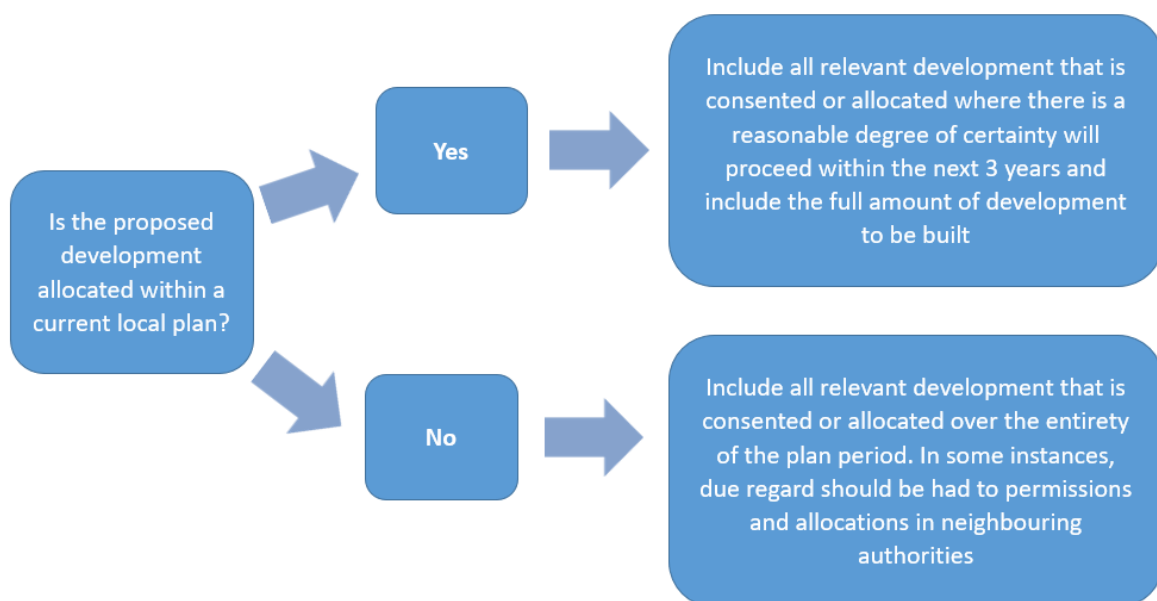 Is the proposed
development
allocated within a
current local plan?
Yes
Include all relevant development that is
consented or allocated where there is a
reasonable degree of certainty will
proceed within the next 3 years and
include the full amount of development
to be built
No
Include all relevant development that is
consented or allocated over the entirety
of the plan period. In some instances,
due regard should be had to permissions
and allocations in neighbouring
authorities